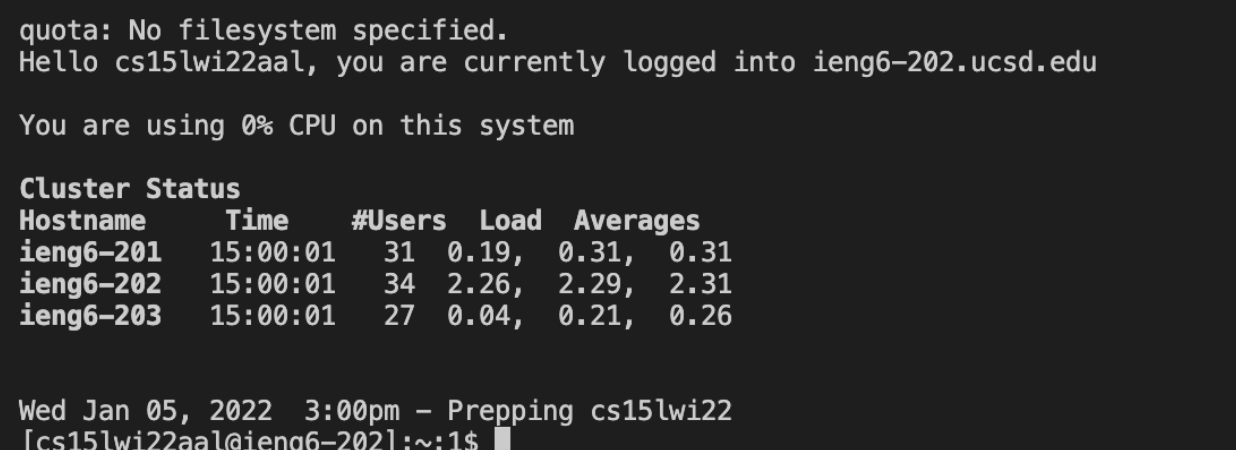 quota: No filesystem specified.
Hello cs15lwi22aal, you are currently logged into ieng6-202.ucsd.edu
You are using 0% CPU on this system
Cluster Status
Hostname     Time    #Users  Load  Averages
ieng6-201   15:00:01   31  0.19,  0.31,  0.31
ieng6-202   15:00:01   34  2.26,  2.29,  2.31
ieng6-203   15:00:01   27  0.04,  0.21,  0.26
Wed Jan 05, 2022  3:00pm - Prepping cs15lwi22
[cs15lwi22aal@ieng6-202]:~:1$